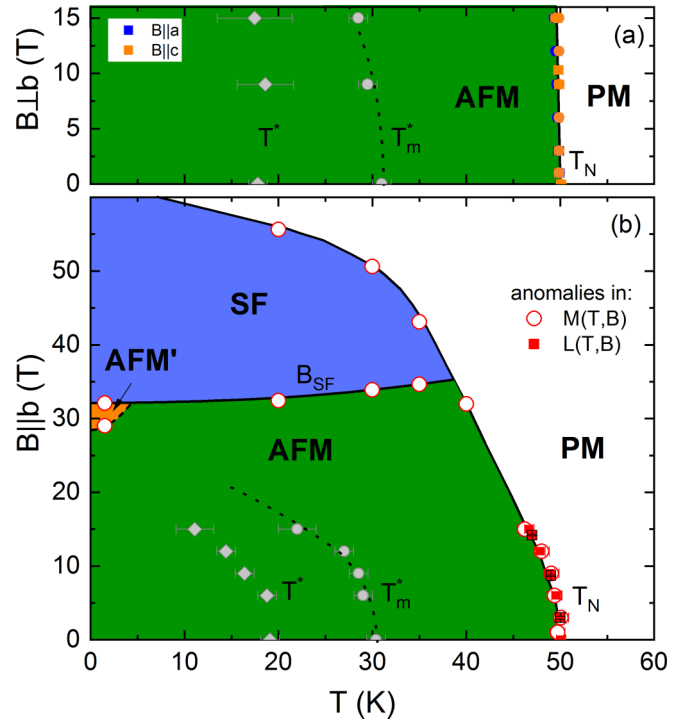 15
10
5
0
B⊥b (T)
B||a
B||c
(a)
AFM
PM
T*
T*m
TN
50
40
30
20
10
0
B||b (T)
(b)
SF
anomalies in:
M(T,B)
L(T,B)
AFM'
BSF
AFM
PM
T*
T*m
TN
0 10 20 30 40 50 60
T (K)